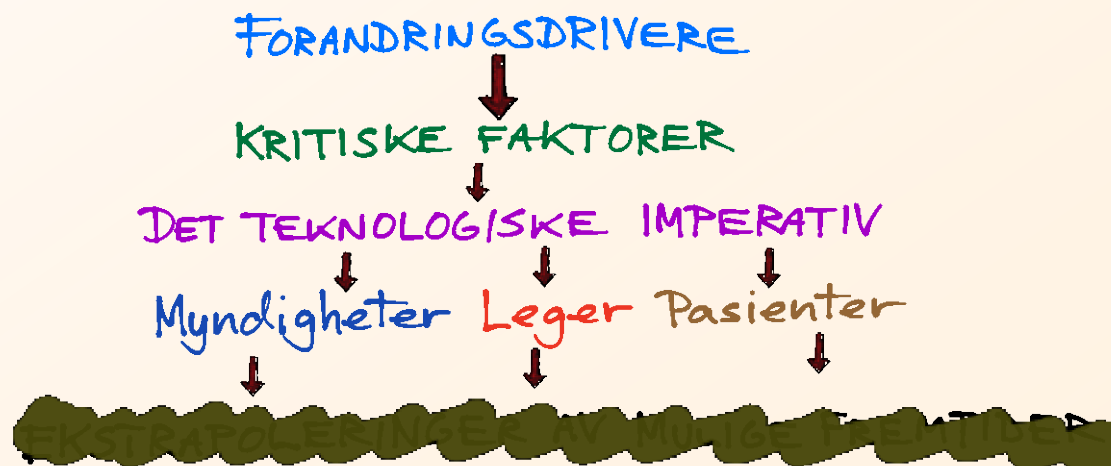 FORANDRINGSDRIVERE
KRITISKE FAKTORER
DET TEKNOLOGISKE IMPERATIV
Myndigheter Leger Pasienter
EKSTRAPOLERINGER AV MULIGE FREMTIDER